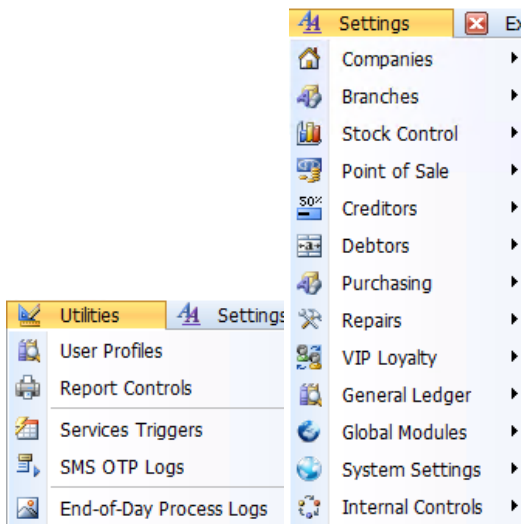 Settings Ex
Companies
Branches
Stock Control
Point of Sale
50%
Creditors
Debtors
Purchasing
Repairs
VIP Loyalty
General Ledger
Global Modules
System Settings
Internal Controls
Utilities Settings
User Profiles
Report Controls
Services Triggers
SMS OTP Logs
End-of-Day Process Logs